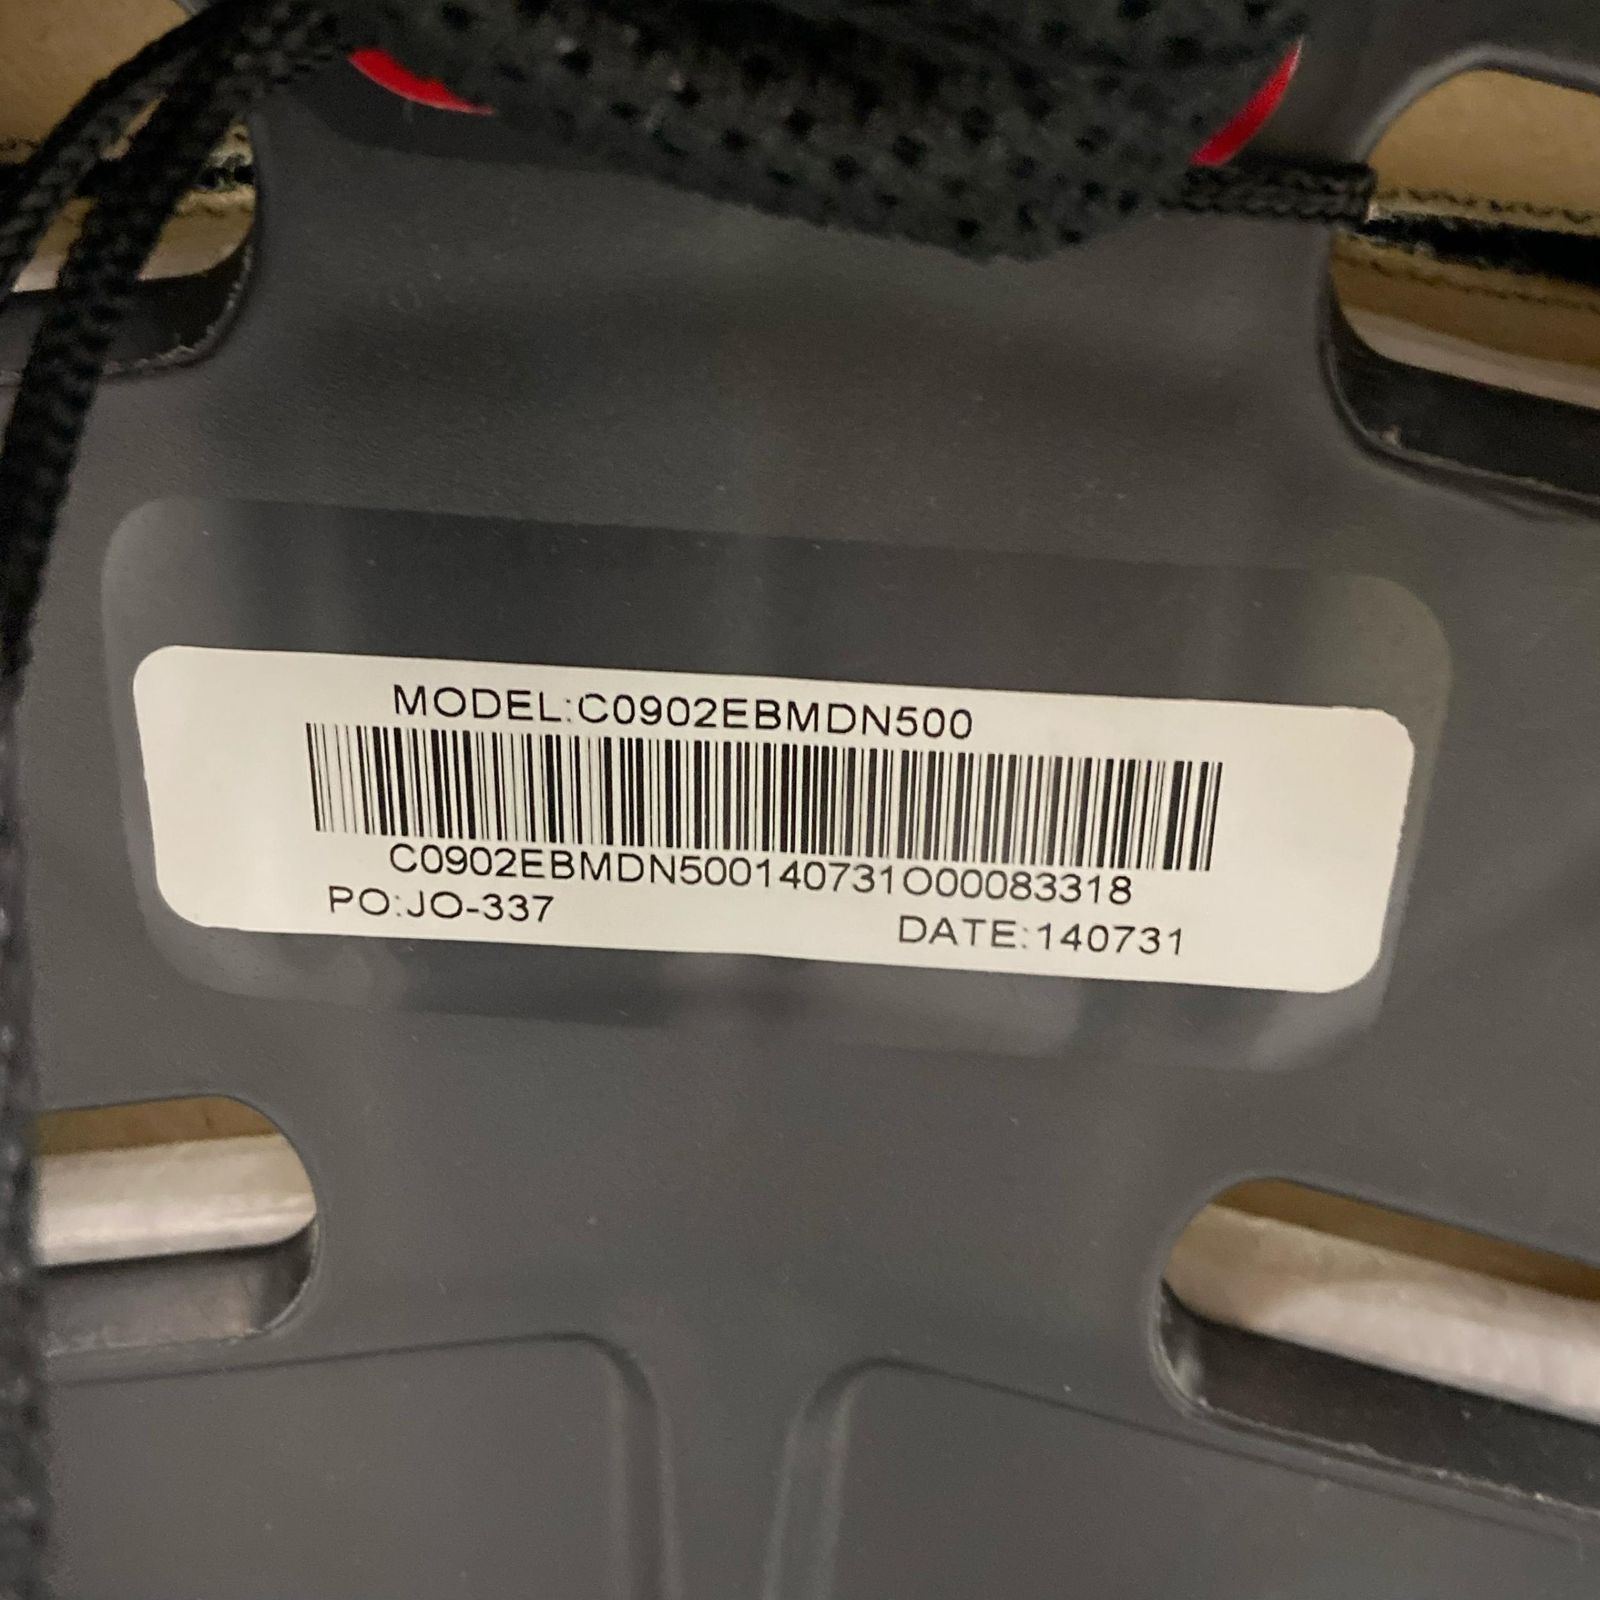 MODEL:C0902EBMDN500
C0902EBMDN500140731O00083318
PO:JO-337
DATE:140731